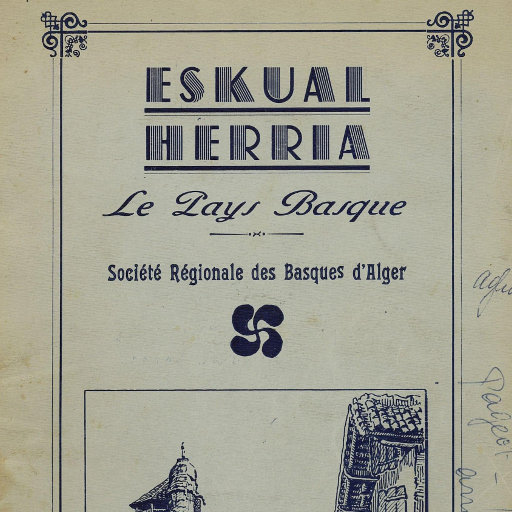 ESKUAL
HERRIA
Le Pays Basque
Société Régionale des Basques d'Alger